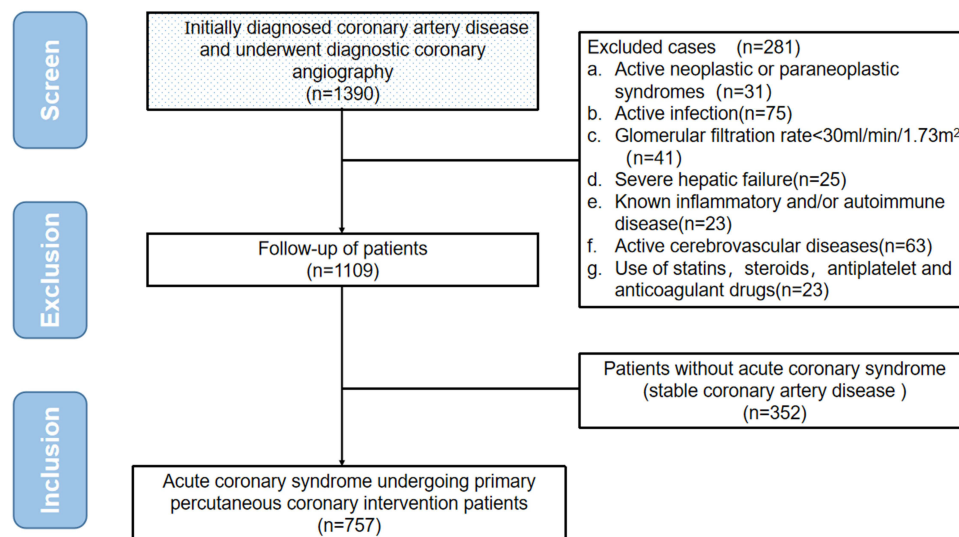 Screen
Initially diagnosed coronary artery disease
and underwent diagnostic coronary
angiography
(n=1390)
Excluded cases (n=281)
a. Active neoplastic or paraneoplastic
syndromes（n=31)
b. Active infection(n=75)
c. Glomerular filtration rate<30ml/min/1.73m²
（n=41)
d. Severe hepatic failure(n=25)
e. Known inflammatory and/or autoimmune
disease(n=23)
f. Active cerebrovascular diseases(n=63)
g. Use of statins，steroids，antiplatelet and
anticoagulant drugs(n=23)
Exclusion
Follow-up of patients
(n=1109)
Patients without acute coronary syndrome
(stable coronary artery disease )
(n=352)
Inclusion
Acute coronary syndrome undergoing primary
percutaneous coronary intervention patients
(n=757)